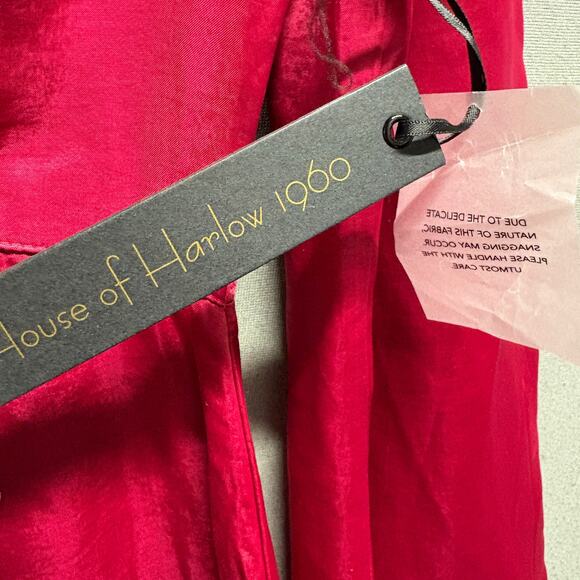 House of Harlow 1960
DUE TO THE DELICATE
NATURE OF THIS FABRIC,
SNAGGING MAY OCCUR.
PLEASE HANDLE WITH THE
UTMOST CARE.